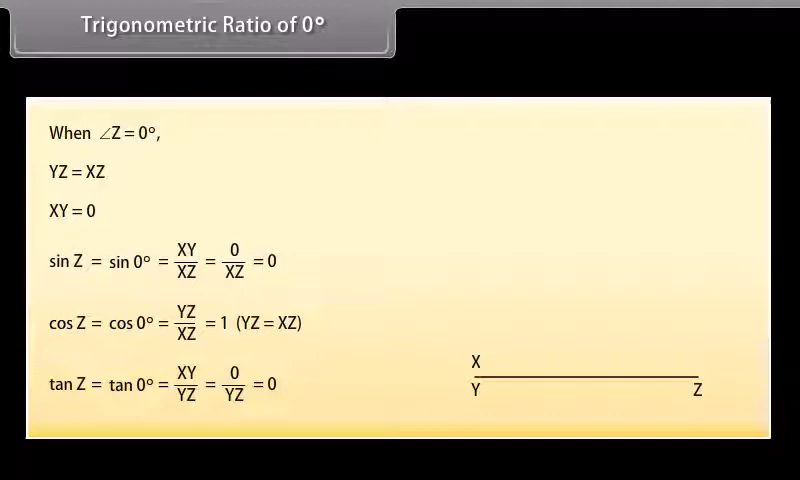 Trigonometric Ratio of 0°
When ∠Z = 0°,
YZ = XZ
XY = 0
sin Z = sin 0° = XY/XZ = 0/XZ = 0
cos Z = cos 0° = YZ/XZ = 1 (YZ = XZ)
tan Z = tan 0° = XY/YZ = 0/YZ = 0
X
Y Z